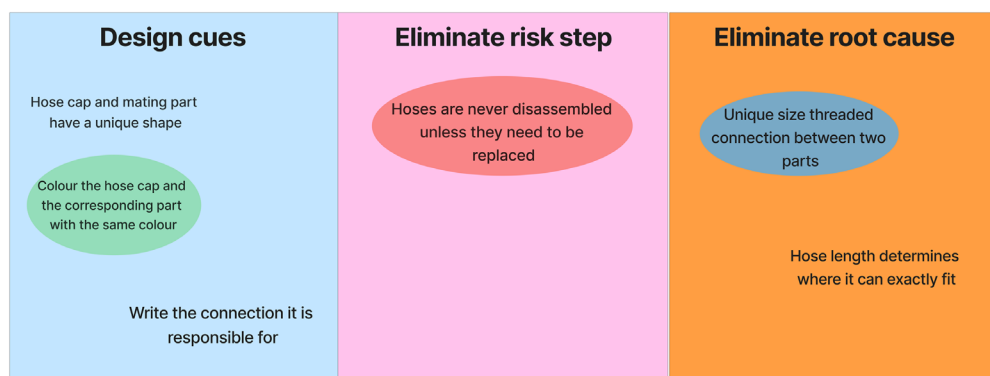 Design cues
Hose cap and mating part
have a unique shape
Colour the hose cap and
the corresponding part
with the same colour
Write the connection it is
responsible for
Eliminate risk step
Hoses are never disassembled
unless they need to be
replaced
Eliminate root cause
Unique size threaded
connection between two
parts
Hose length determines
where it can exactly fit